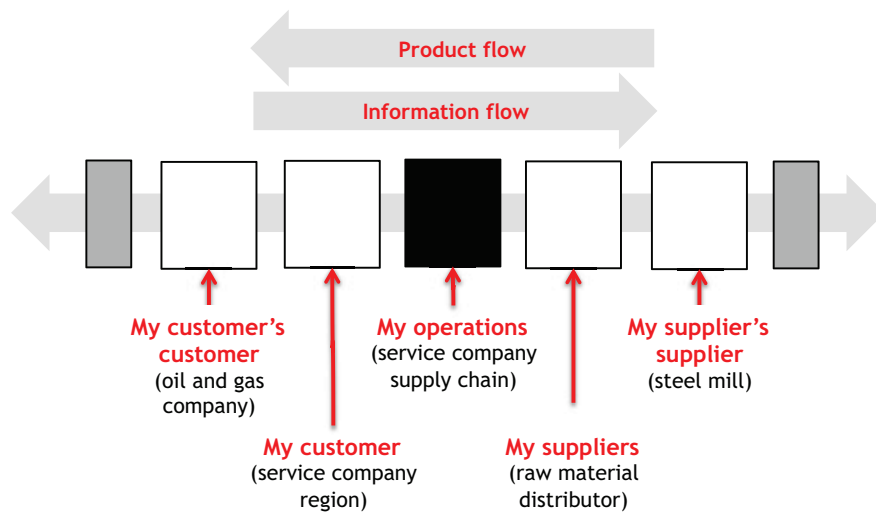 Product flow
Information flow
My customer’s
customer
(oil and gas
company)
My customer
(service company
region)
My operations
(service company
supply chain)
My suppliers
(raw material
distributor)
My supplier’s
supplier
(steel mill)